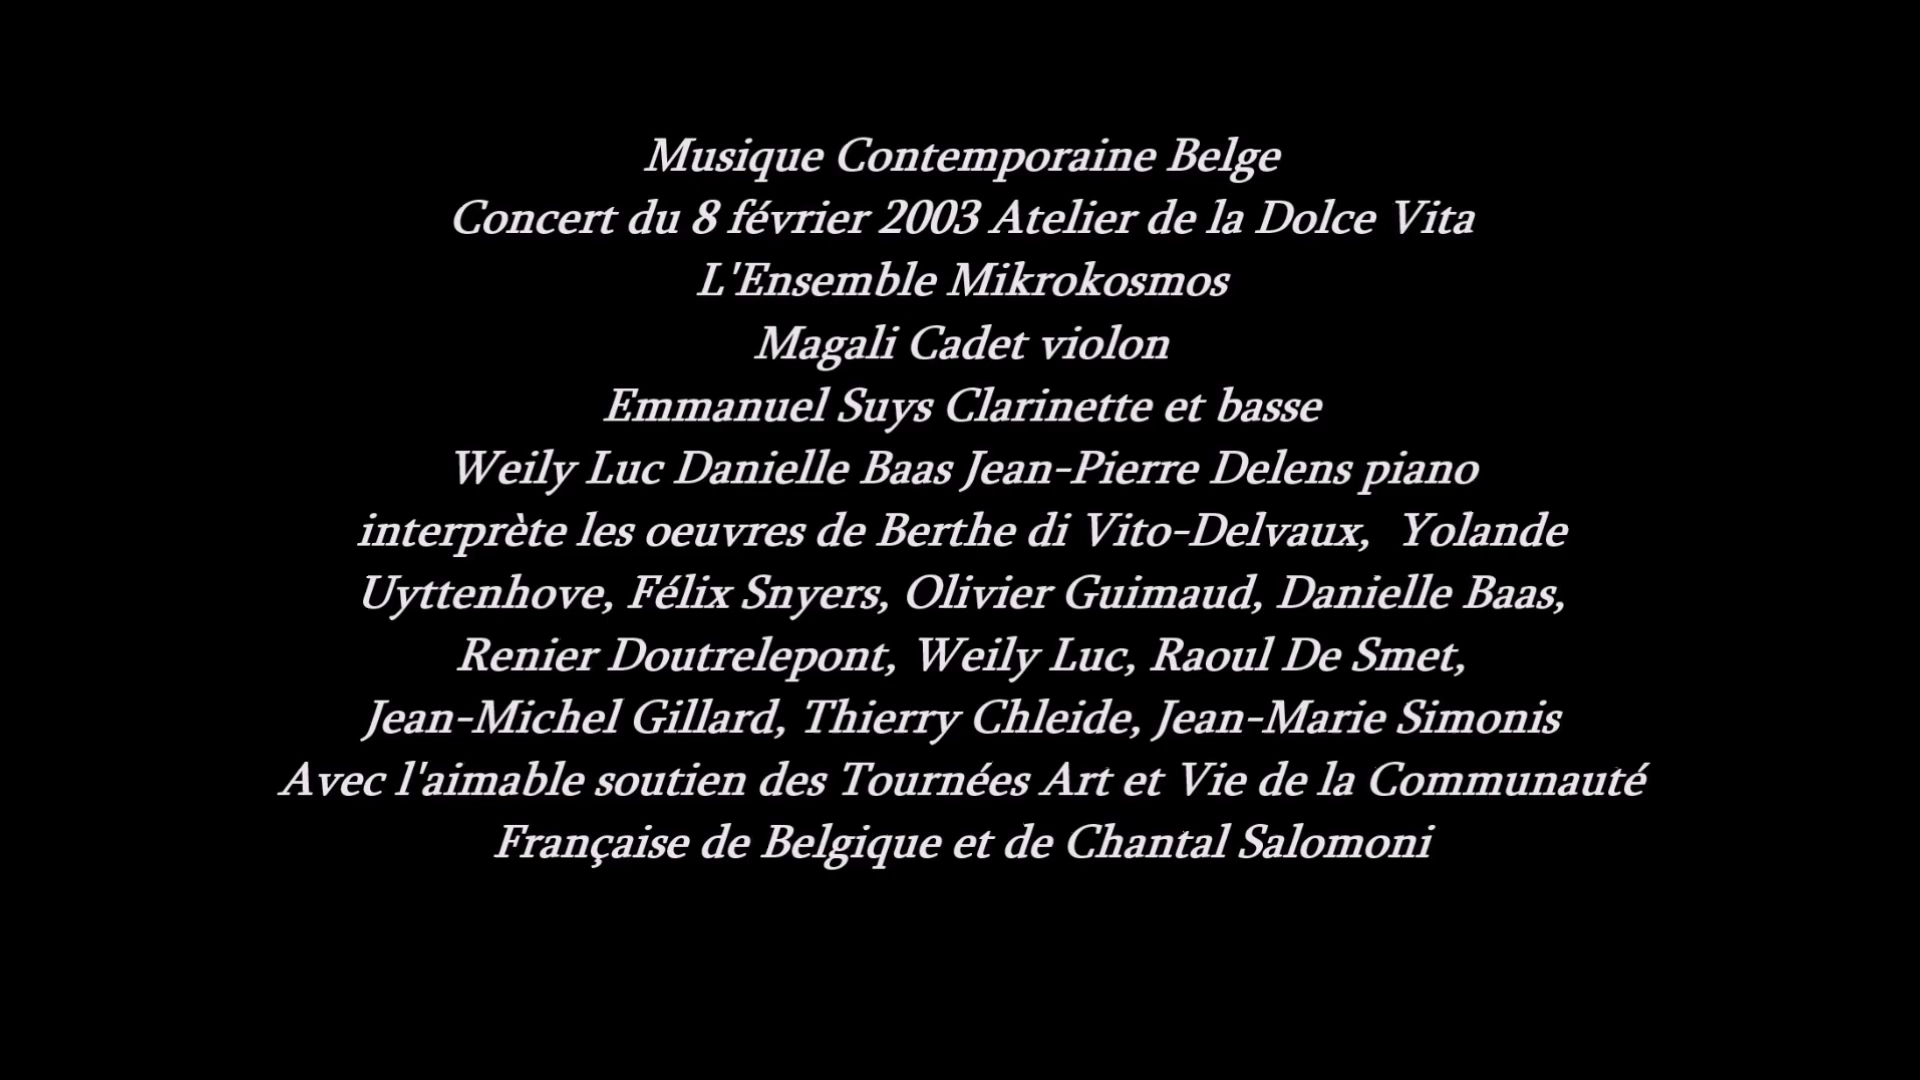 Musique Contemporaine Belge
Concert du 8 février 2003 Atelier de la Dolce Vita
L'Ensemble Mikrokosmos
Magali Cadet violon
Emmanuel Suys Clarinette et basse
Weily Luc Danielle Baas Jean-Pierre Delens piano
interprète les oeuvres de Berthe di Vito-Delvaux,  Yolande
Uyttenhove, Félix Snyers, Olivier Guimaud, Danielle Baas,
Renier Doutrelepont, Weily Luc, Raoul De Smet,
Jean-Michel Gillard, Thierry Chleide, Jean-Marie Simonis
Avec l'aimable soutien des Tournées Art et Vie de la Communauté
Française de Belgique et de Chantal Salomoni